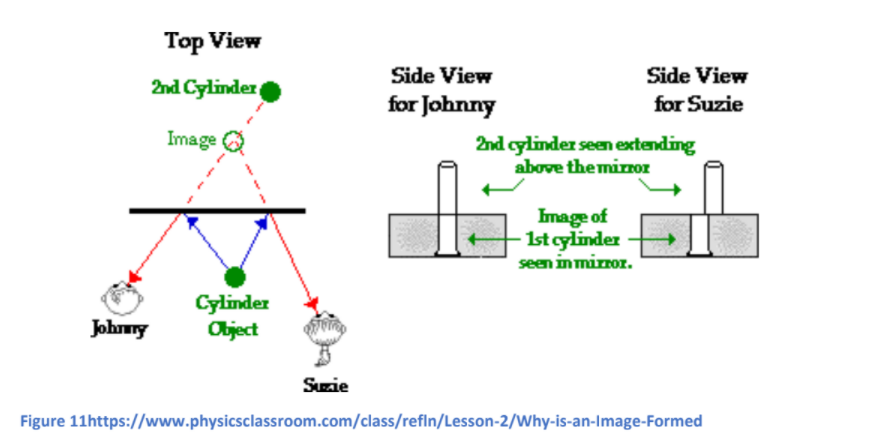 Top View
2nd Cylinder
Image
Johnny
Cylinder
Object
Suzie
Side View
for Johnny
Side View
for Suzie
2nd cylinder seen extending
above the mirror
Image of
1st cylinder
seen in mirror.
Figure 11https://www.physicsclassroom.com/class/refln/Lesson-2/Why-is-an-Image-Formed